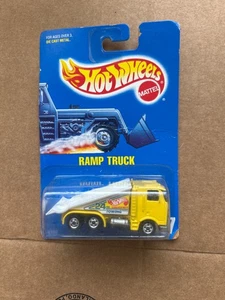 FOR AGES OVER 3
DIE CAST METAL
Hot Wheels
MATTEL
RAMP TRUCK